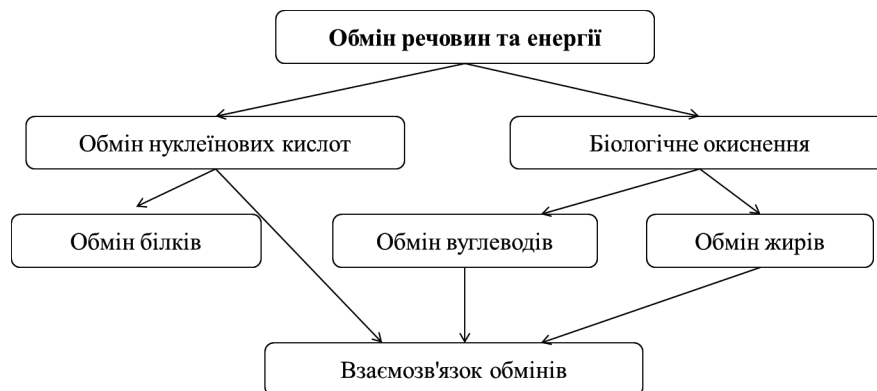 Обмін речовин та енергії
Обмін нуклеїнових кислот
Біологічне окиснення
Обмін білків
Обмін вуглеводів
Обмін жирів
Взаємозв'язок обмінів